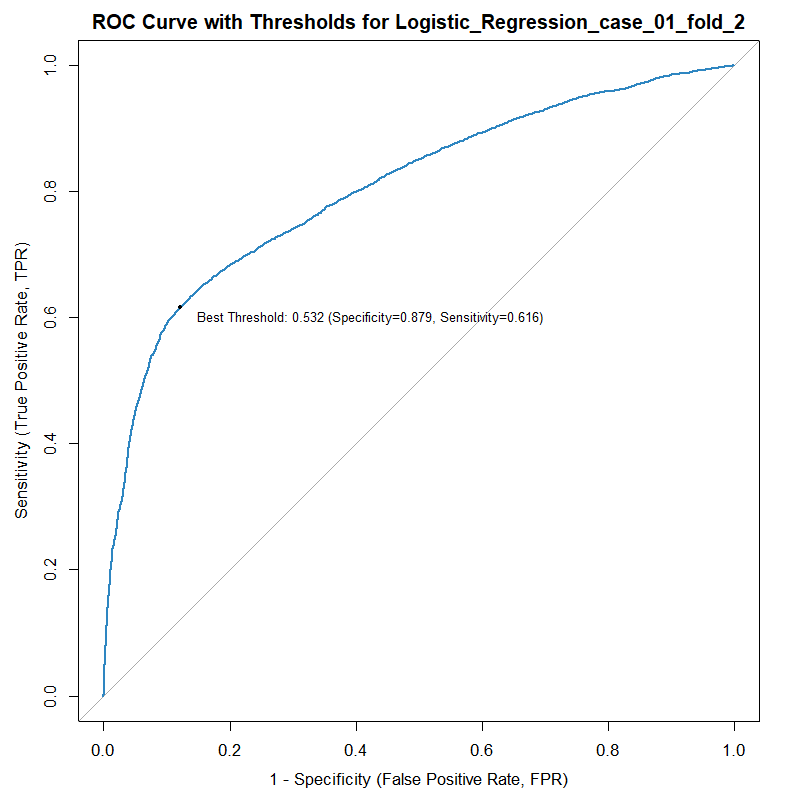 ROC Curve with Thresholds for Logistic_Regression_case_01_fold_2
Sensitivity (True Positive Rate, TPR)
1.0
0.8
0.6
0.4
0.2
0.0
Best Threshold: 0.532 (Specificity=0.879, Sensitivity=0.616)
0.0 0.2 0.4 0.6 0.8 1.0
1 - Specificity (False Positive Rate, FPR)